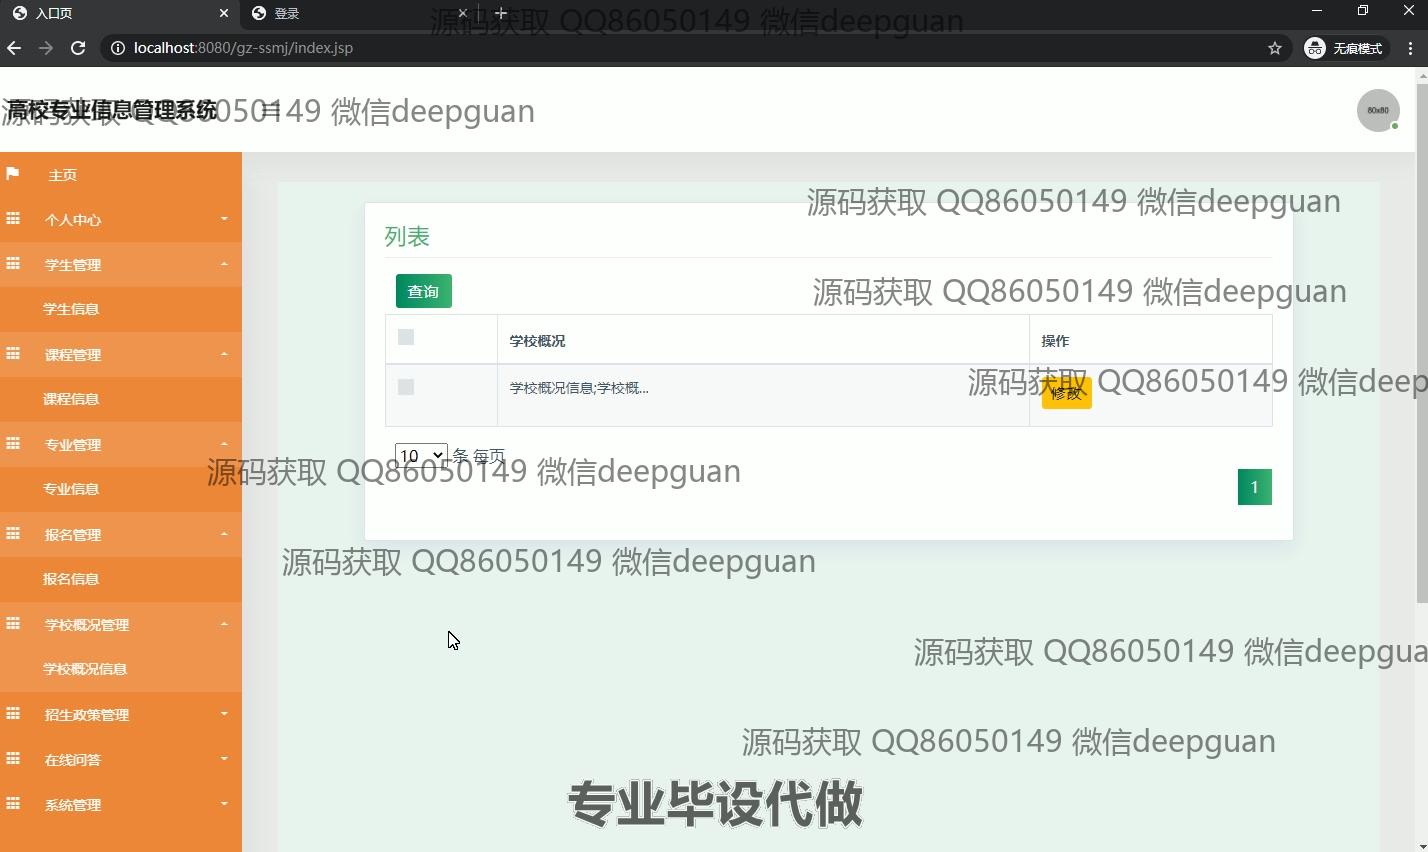 入口页
登录
源码获取 QQ86050149 微信deepguan
localhost:8080/gz-ssmj/index.jsp
无痕模式
高校专业信息管理系统
源码获取 QQ86050149 微信deepguan
80x80
主页
个人中心
学生管理
学生信息
课程管理
课程信息
专业管理
专业信息
报名管理
报名信息
学校概况管理
学校概况信息
招生政策管理
在线问答
系统管理
源码获取 QQ86050149 微信deepguan
列表
查询
源码获取 QQ86050149 微信deepguan
学校概况
操作
学校概况信息;学校概...
修改
源码获取 QQ86050149 微信deep
10 条 每页
源码获取 QQ86050149 微信deepguan
1
源码获取 QQ86050149 微信deepguan
源码获取 QQ86050149 微信deepgua
源码获取 QQ86050149 微信deepguan
专业毕设代做